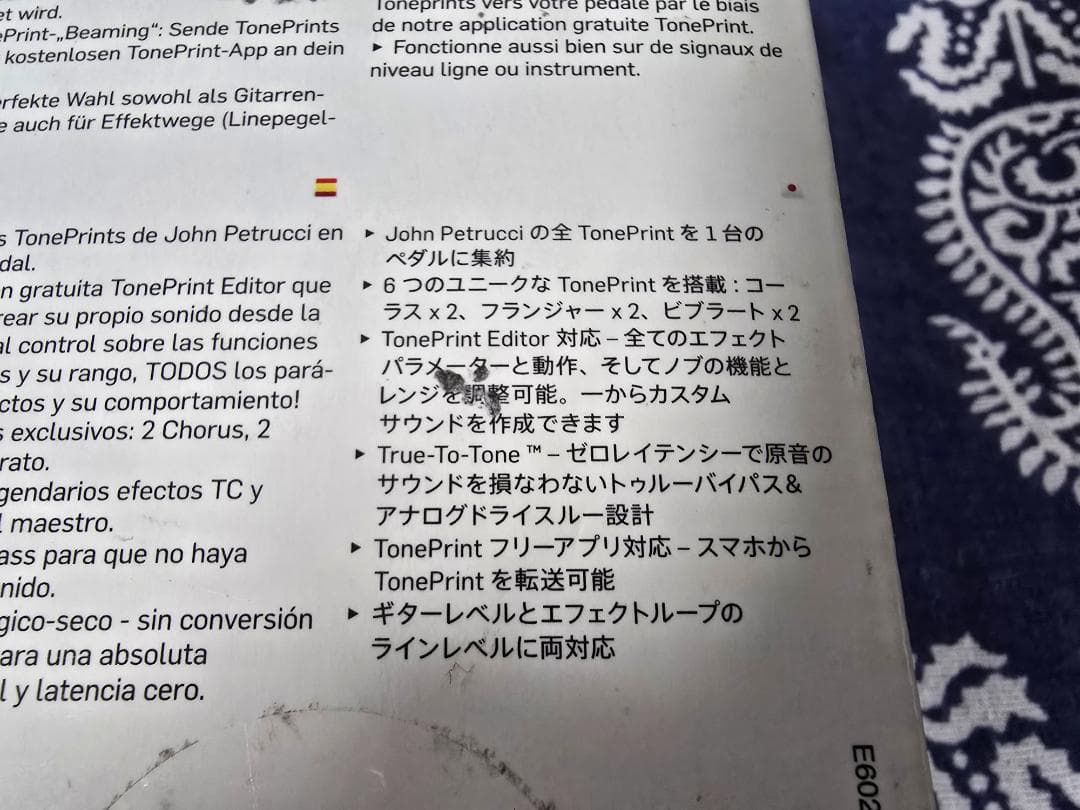 et wird.
ePrint-„Beaming“: Sende TonePrints
kostenlosen TonePrint-App an dein
erfekte Wahl sowohl als Gitarren-
e auch für Effektwege (Linepegel-
Toneprints vers votre pédale par le biais
de notre application gratuite TonePrint.
▸ Fonctionne aussi bien sur de signaux de
niveau ligne ou instrument.
s TonePrints de John Petrucci en
dal.
n gratuita TonePrint Editor que
rear su propio sonido desde la
al control sobre las funciones
s y su rango, TODOS los pará-
ctos y su comportamiento!
s exclusivos: 2 Chorus, 2
rato.
gendarios efectos TC y
l maestro.
ass para que no haya
nido.
gico-seco - sin conversión
ara una absoluta
l y latencia cero.
▸ John Petrucci の全 TonePrint を 1 台の
ペダルに集約
▸ 6 つのユニークな TonePrint を搭載 : コー
ラス x 2、フランジャー x 2、ビブラート x 2
▸ TonePrint Editor 対応 – 全てのエフェクト
パラメーターと動作、そしてノブの機能と
レンジを調整可能。一からカスタム
サウンドを作成できます
▸ True-To-Tone ™ – ゼロレイテンシーで原音の
サウンドを損なわないトゥルーバイパス&
アナログドライスルー設計
▸ TonePrint フリーアプリ対応 – スマホから
TonePrint を転送可能
▸ ギターレベルとエフェクトループの
ラインレベルに両対応
E602